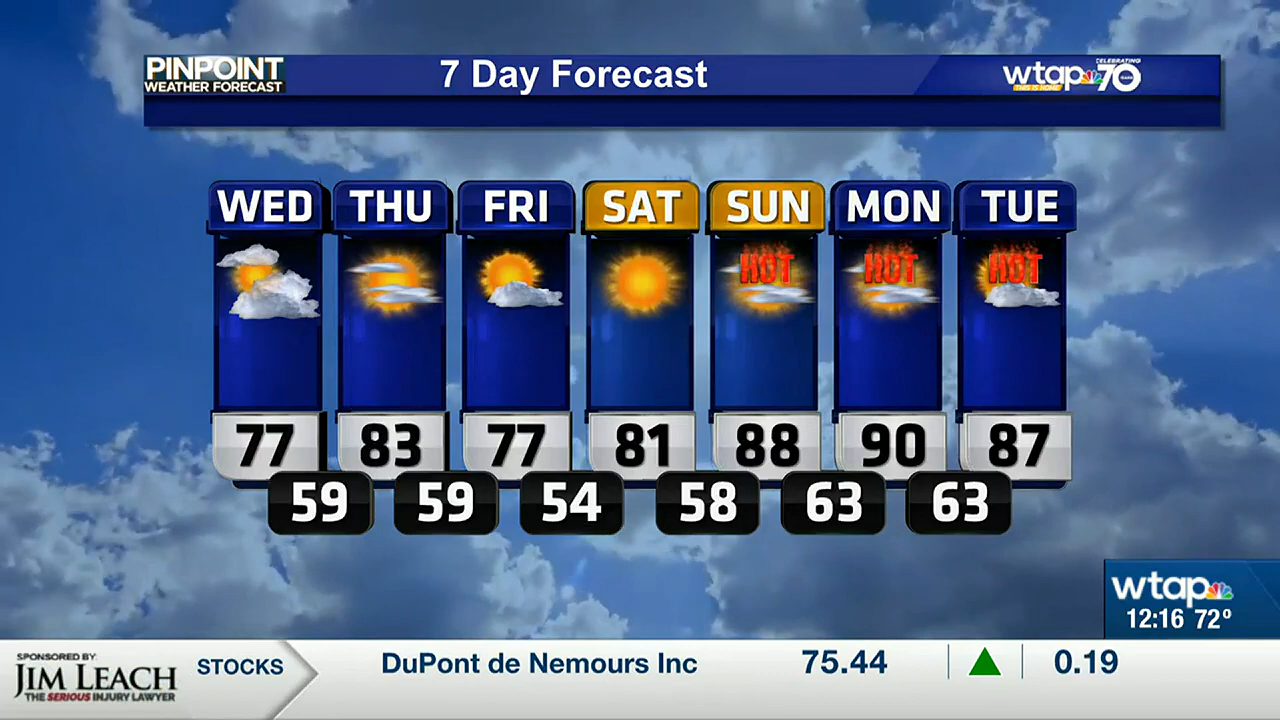 PINPOINT
WEATHER FORECAST
7 Day Forecast
wtap 70
CELEBRATING
YEARS
THIS IS HOME
WED THU FRI SAT SUN MON TUE
HOT HOT HOT
77 83 77 81 88 90 87
59 59 54 58 63 63
wtap
12:16 72°
SPONSORED BY:
JIM LEACH
THE SERIOUS INJURY LAWYER
STOCKS
DuPont de Nemours Inc 75.44 0.19